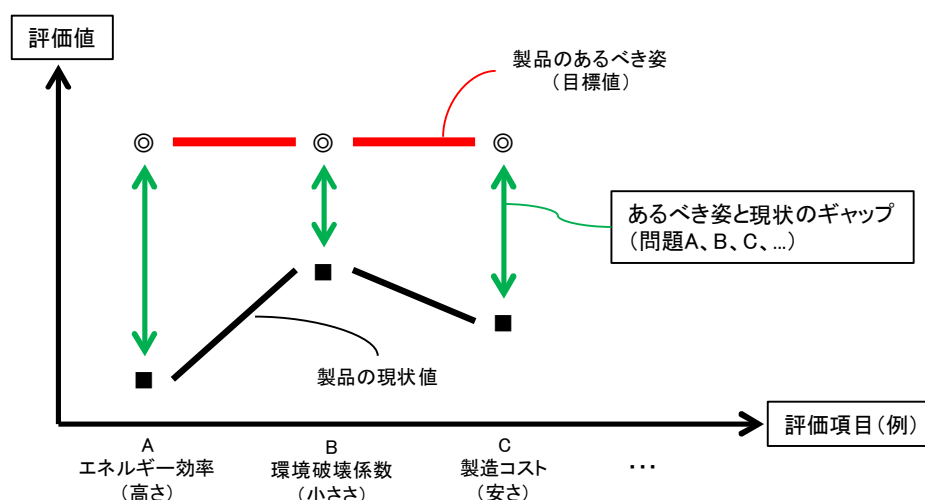 評価値
製品のあるべき姿
(目標値)
あるべき姿と現状のギャップ
(問題A、B、C、…)
製品の現状値
評価項目(例)
A
エネルギー効率
(高さ)
B
環境破壊係数
(小ささ)
C
製造コスト
(安さ)
…